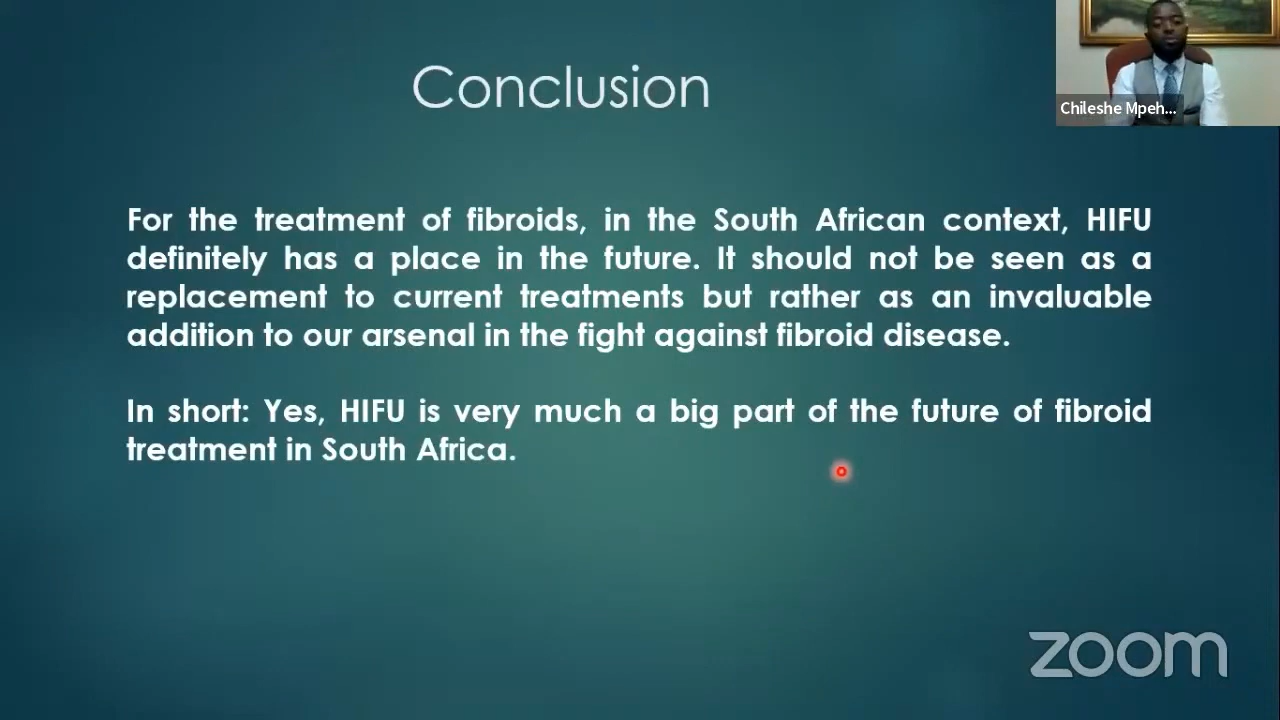 Conclusion
Chileshe Mpeh...
For the treatment of fibroids, in the South African context, HIFU
definitely has a place in the future. It should not be seen as a
replacement to current treatments but rather as an invaluable
addition to our arsenal in the fight against fibroid disease.
In short: Yes, HIFU is very much a big part of the future of fibroid
treatment in South Africa.
zoom